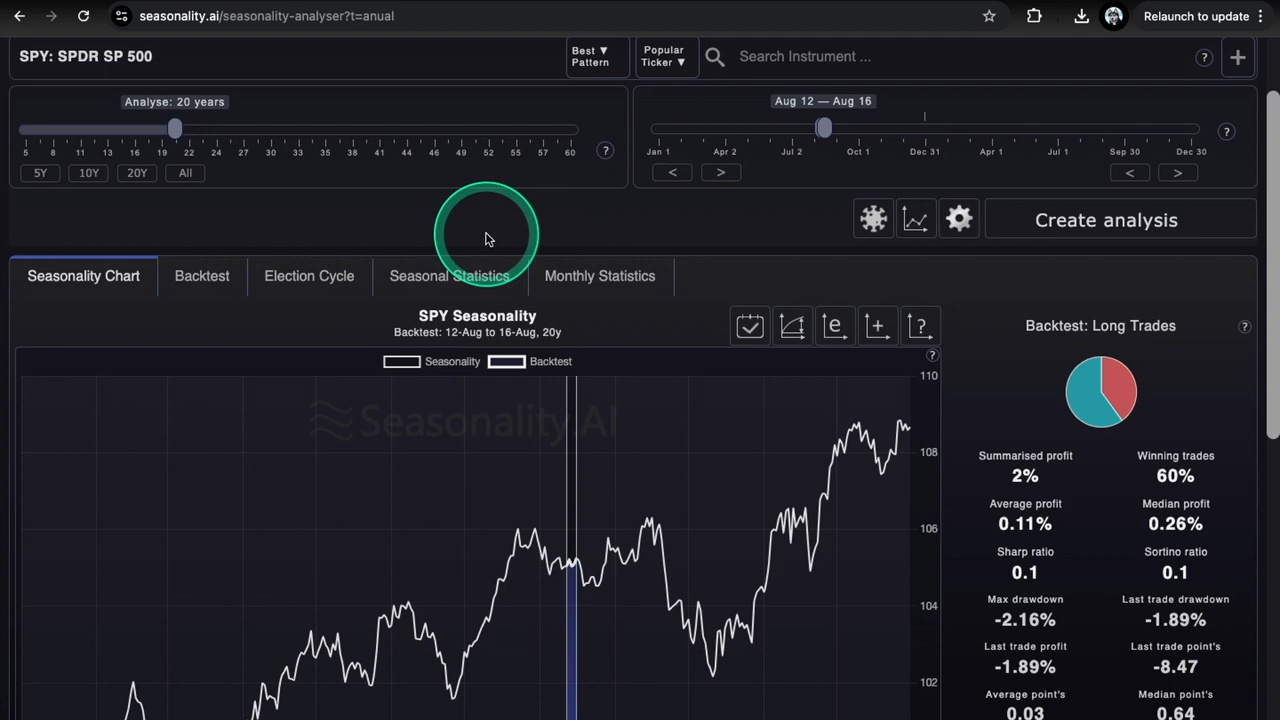 seasonality.ai/seasonality-analyser?t=anual
Relaunch to update
SPY: SPDR SP 500
Best ▼
Pattern
Popular
Ticker ▼
Search Instrument ...
?
+
Analyse: 20 years
5 8 11 13 16 19 22 24 27 30 33 36 38 41 44 46 49 52 55 57 60
?
5Y
10Y
20Y
All
Aug 12 — Aug 16
Jan 1 Apr 2 Jul 2 Oct 1 Dec 31 Apr 1 Jul 1 Sep 30 Dec 30
?
<
>
<
>
Create analysis
Seasonality Chart
Backtest
Election Cycle
Seasonal Statistics
Monthly Statistics
SPY Seasonality
Backtest: 12-Aug to 16-Aug, 20y
e
+
?
Seasonality
Backtest
?
Seasonality.AI
110
108
106
104
102
Backtest: Long Trades
?
Summarised profit
2%
Winning trades
60%
Average profit
0.11%
Median profit
0.26%
Sharp ratio
0.1
Sortino ratio
0.1
Max drawdown
-2.16%
Last trade drawdown
-1.89%
Last trade profit
-1.89%
Last trade point's
-8.47
Average point's
0.03
Median point's
0.64